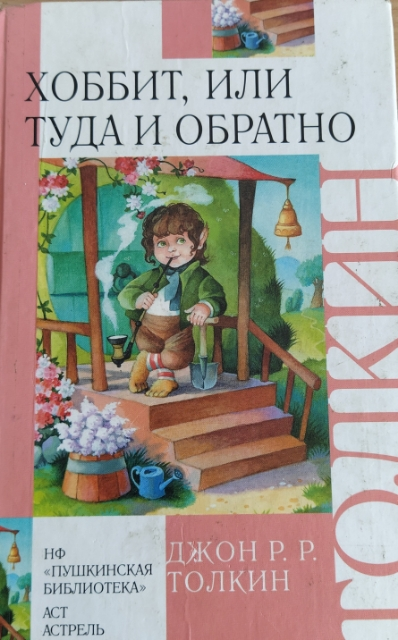 ХОББИТ, ИЛИ
ТУДА И ОБРАТНО
ТОЛКИН
ДЖОН Р. Р.
ТОЛКИН
НФ
«ПУШКИНСКАЯ
БИБЛИОТЕКА»
АСТ
АСТРЕЛЬ